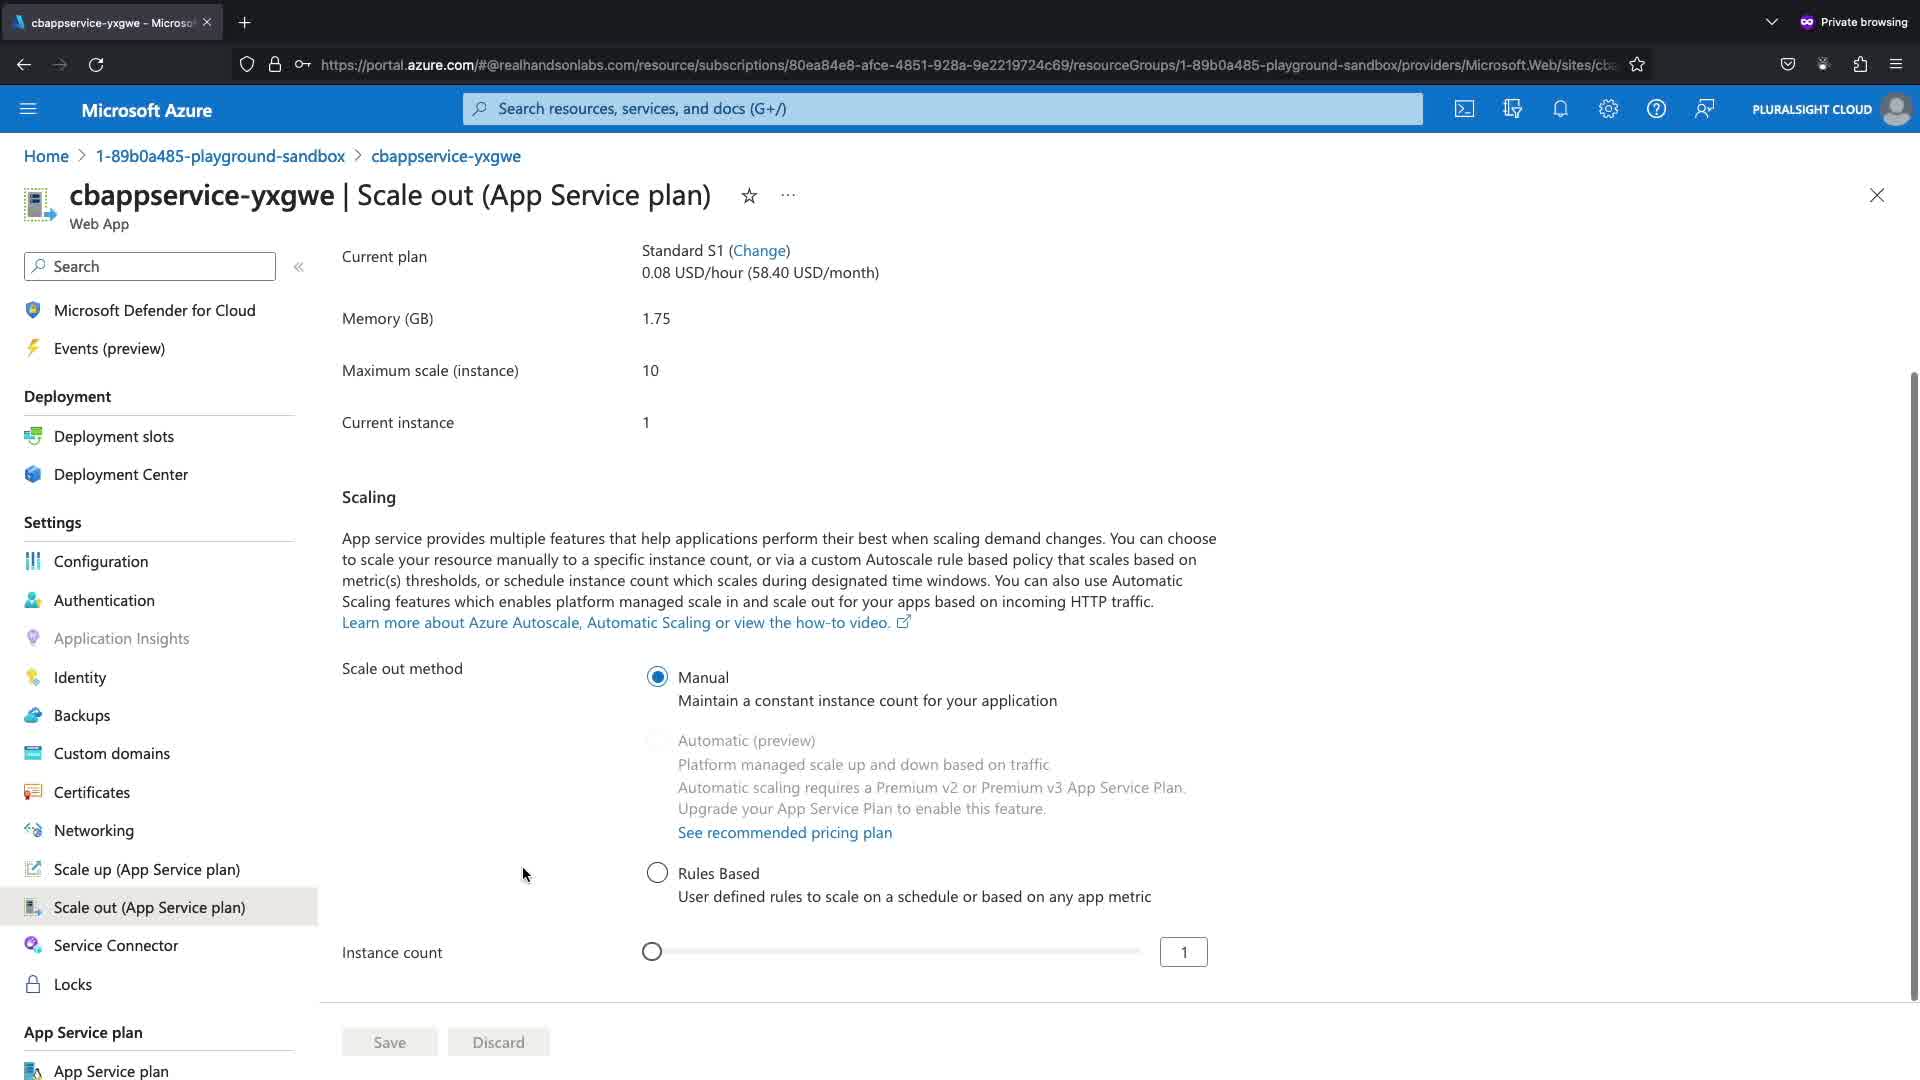 cbappservice-yxgwe - Microsof
Private browsing
https://portal.azure.com/#@realhandsonlabs.com/resource/subscriptions/80ea84e8-afce-4851-928a-9e2219724c69/resourceGroups/1-89b0a485-playground-sandbox/providers/Microsoft.Web/sites/cba
Microsoft Azure
Search resources, services, and docs (G+/)
PLURALSIGHT CLOUD
Home > 1-89b0a485-playground-sandbox > cbappservice-yxgwe
cbappservice-yxgwe | Scale out (App Service plan)
Web App
Search
Microsoft Defender for Cloud
Events (preview)
Deployment
Deployment slots
Deployment Center
Settings
Configuration
Authentication
Application Insights
Identity
Backups
Custom domains
Certificates
Networking
Scale up (App Service plan)
Scale out (App Service plan)
Service Connector
Locks
App Service plan
App Service plan
Current plan
Standard S1 (Change)
0.08 USD/hour (58.40 USD/month)
Memory (GB)
1.75
Maximum scale (instance)
10
Current instance
1
Scaling
App service provides multiple features that help applications perform their best when scaling demand changes. You can choose
to scale your resource manually to a specific instance count, or via a custom Autoscale rule based policy that scales based on
metric(s) thresholds, or schedule instance count which scales during designated time windows. You can also use Automatic
Scaling features which enables platform managed scale in and scale out for your apps based on incoming HTTP traffic.
Learn more about Azure Autoscale, Automatic Scaling or view the how-to video.
Scale out method
Manual
Maintain a constant instance count for your application
Automatic (preview)
Platform managed scale up and down based on traffic
Automatic scaling requires a Premium v2 or Premium v3 App Service Plan.
Upgrade your App Service Plan to enable this feature.
See recommended pricing plan
Rules Based
User defined rules to scale on a schedule or based on any app metric
Instance count
1
Save
Discard